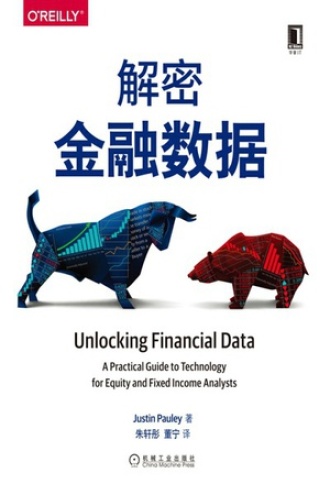 O'REILLY®
解密
金融数据
Unlocking Financial Data
A Practical Guide to Technology
for Equity and Fixed Income Analysts
Justin Pauley 著
朱轩彤 董宁 译
机械工业出版社
China Machine Press